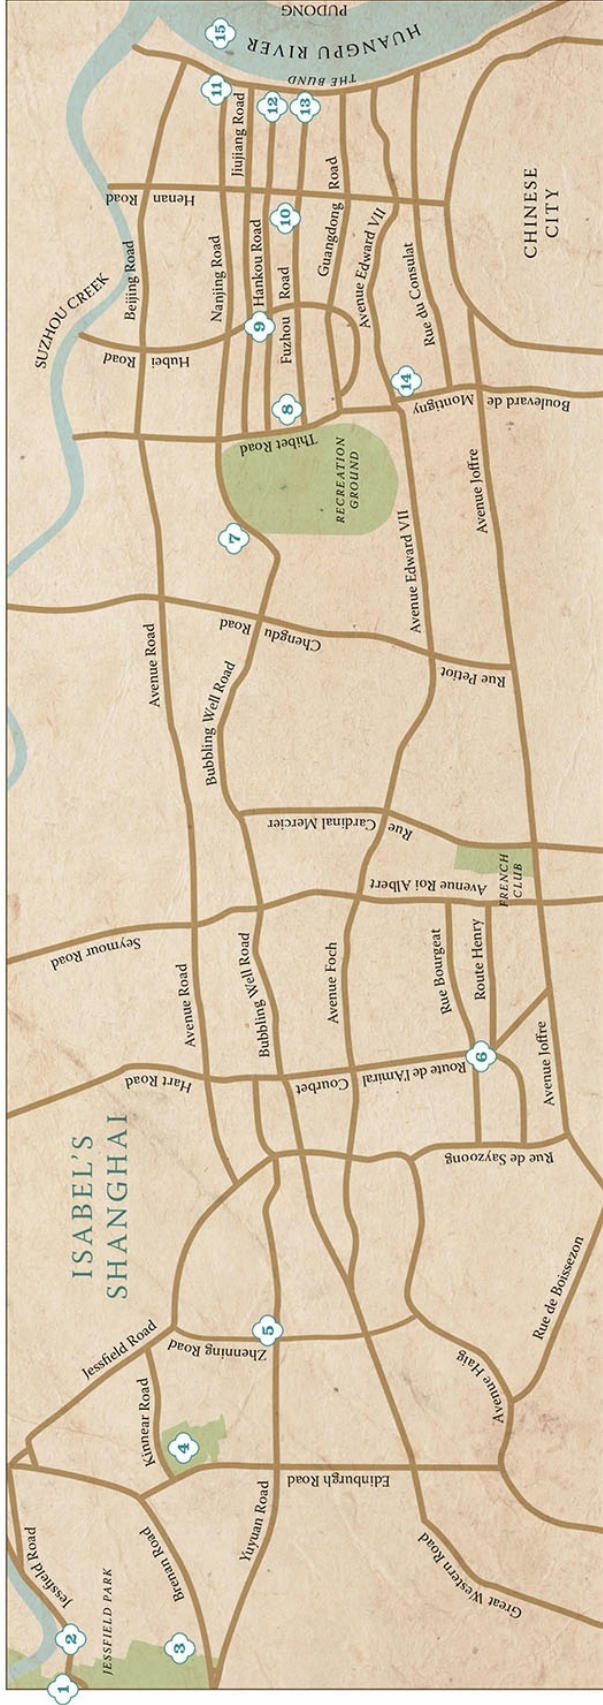 ISABEL'S
SHANGHAI
1
2
3
4
5
6
7
8
9
10
11
12
13
14
15
JESSFIELD PARK
Jessfield Road
Brenan Road
Yuyuan Road
Great Western Road
Edinburgh Road
Kinnear Road
Jessfield Road
Zhenning Road
Avenue Haig
Rue de Boissezon
Rue de Sayzoong
Hart Road
Courbet
Route de l'Amiral
Avenue Joffre
Avenue Road
Bubbling Well Road
Avenue Foch
Rue Bourgeat
Route Henry
Seymour Road
Avenue Roi Albert
FRENCH
CLUB
Rue
Cardinal Mercier
Bubbling Well Road
Avenue Road
Chengdu
Road
Rue Petiot
Avenue Edward VII
Avenue Joffre
RECREATION
GROUND
Thibet Road
Boulevard de
Montigny
SUZHOU CREEK
Hubei
Road
Beijing Road
Nanjing Road
Hankou Road
Fuzhou Road
Jiujiang Road
Guangdong Road
Avenue Edward VII
Rue du Consulat
Henan
Road
CHINESE
CITY
THE BUND
HUANGPU RIVER
PUDONG